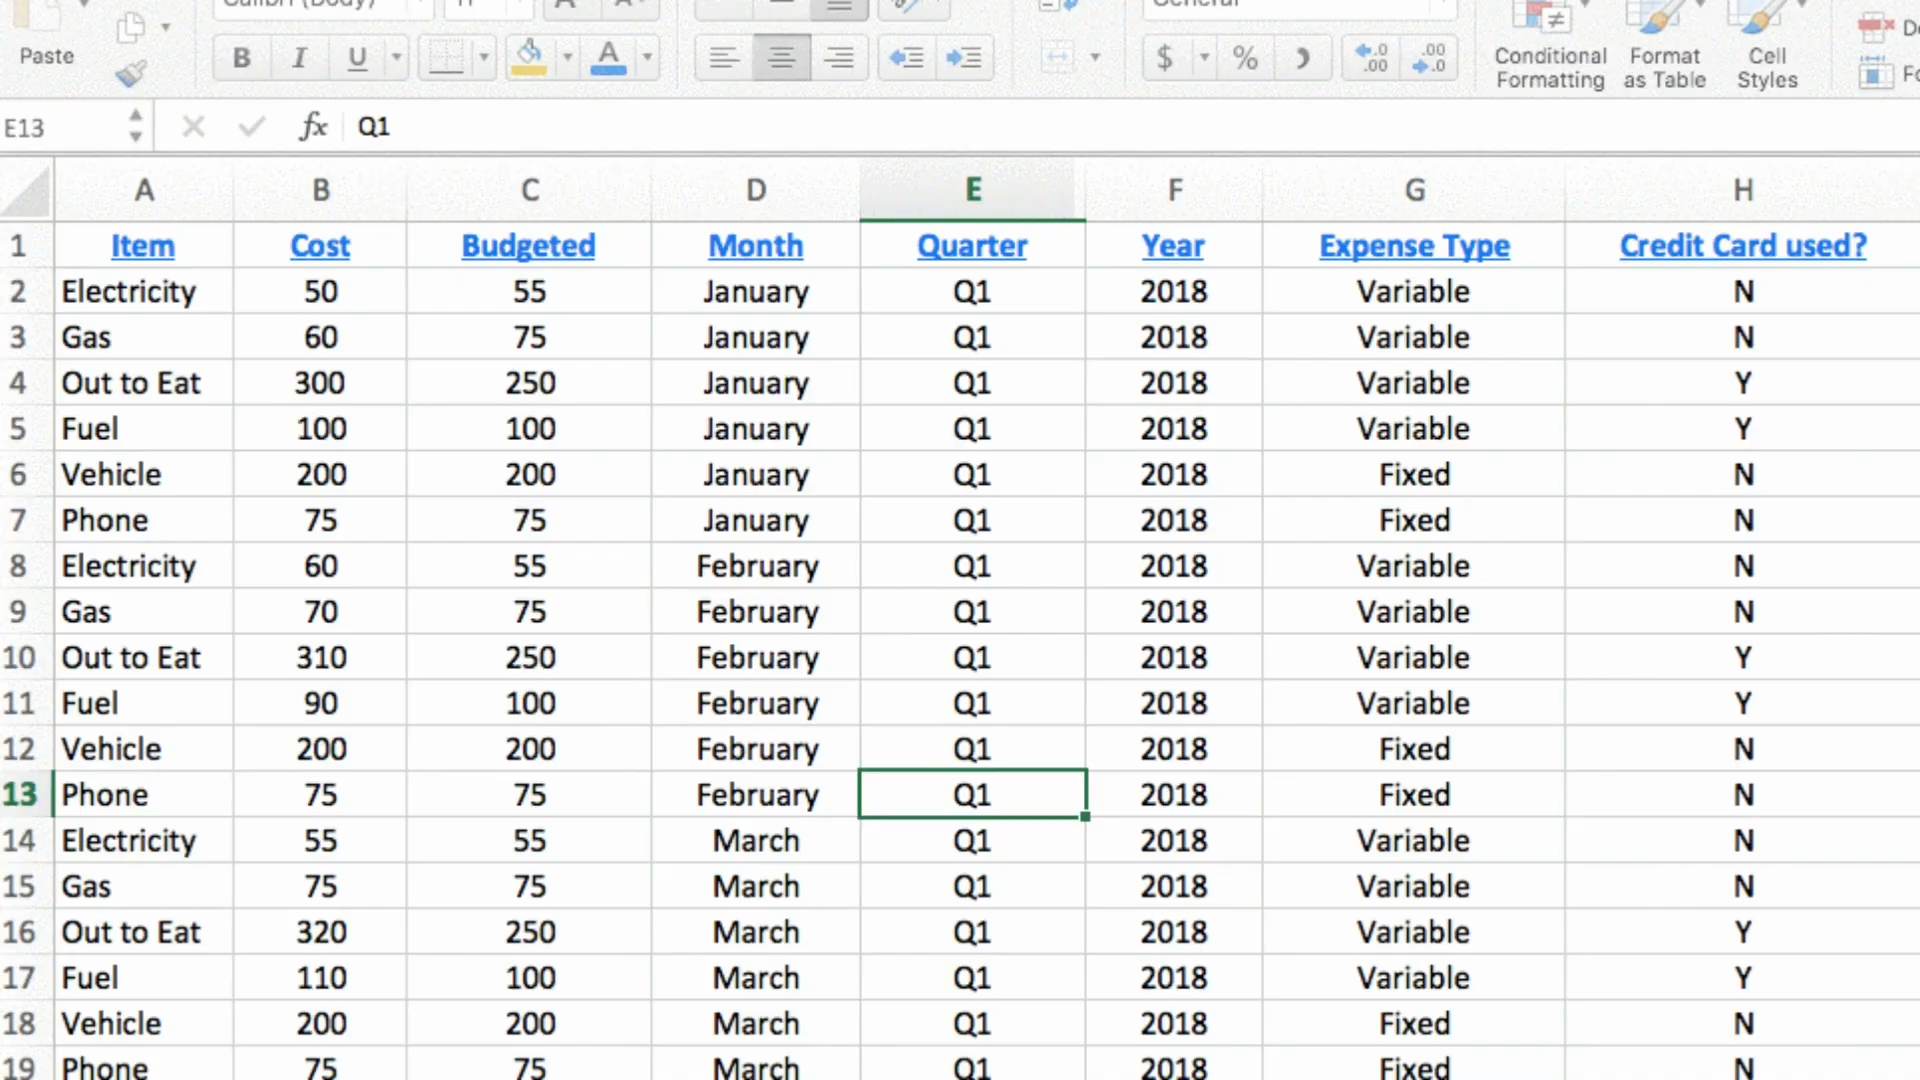 Paste
B I U A $ % .00 .00
Conditional Formatting
Format as Table
Cell Styles
E13 fx Q1
A B C D E F G H
1 Item Cost Budgeted Month Quarter Year Expense Type Credit Card used?
2 Electricity 50 55 January Q1 2018 Variable N
3 Gas 60 75 January Q1 2018 Variable N
4 Out to Eat 300 250 January Q1 2018 Variable Y
5 Fuel 100 100 January Q1 2018 Variable Y
6 Vehicle 200 200 January Q1 2018 Fixed N
7 Phone 75 75 January Q1 2018 Fixed N
8 Electricity 60 55 February Q1 2018 Variable N
9 Gas 70 75 February Q1 2018 Variable N
10 Out to Eat 310 250 February Q1 2018 Variable Y
11 Fuel 90 100 February Q1 2018 Variable Y
12 Vehicle 200 200 February Q1 2018 Fixed N
13 Phone 75 75 February Q1 2018 Fixed N
14 Electricity 55 55 March Q1 2018 Variable N
15 Gas 75 75 March Q1 2018 Variable N
16 Out to Eat 320 250 March Q1 2018 Variable Y
17 Fuel 110 100 March Q1 2018 Variable Y
18 Vehicle 200 200 March Q1 2018 Fixed N
19 Phone 75 75 March Q1 2018 Fixed N